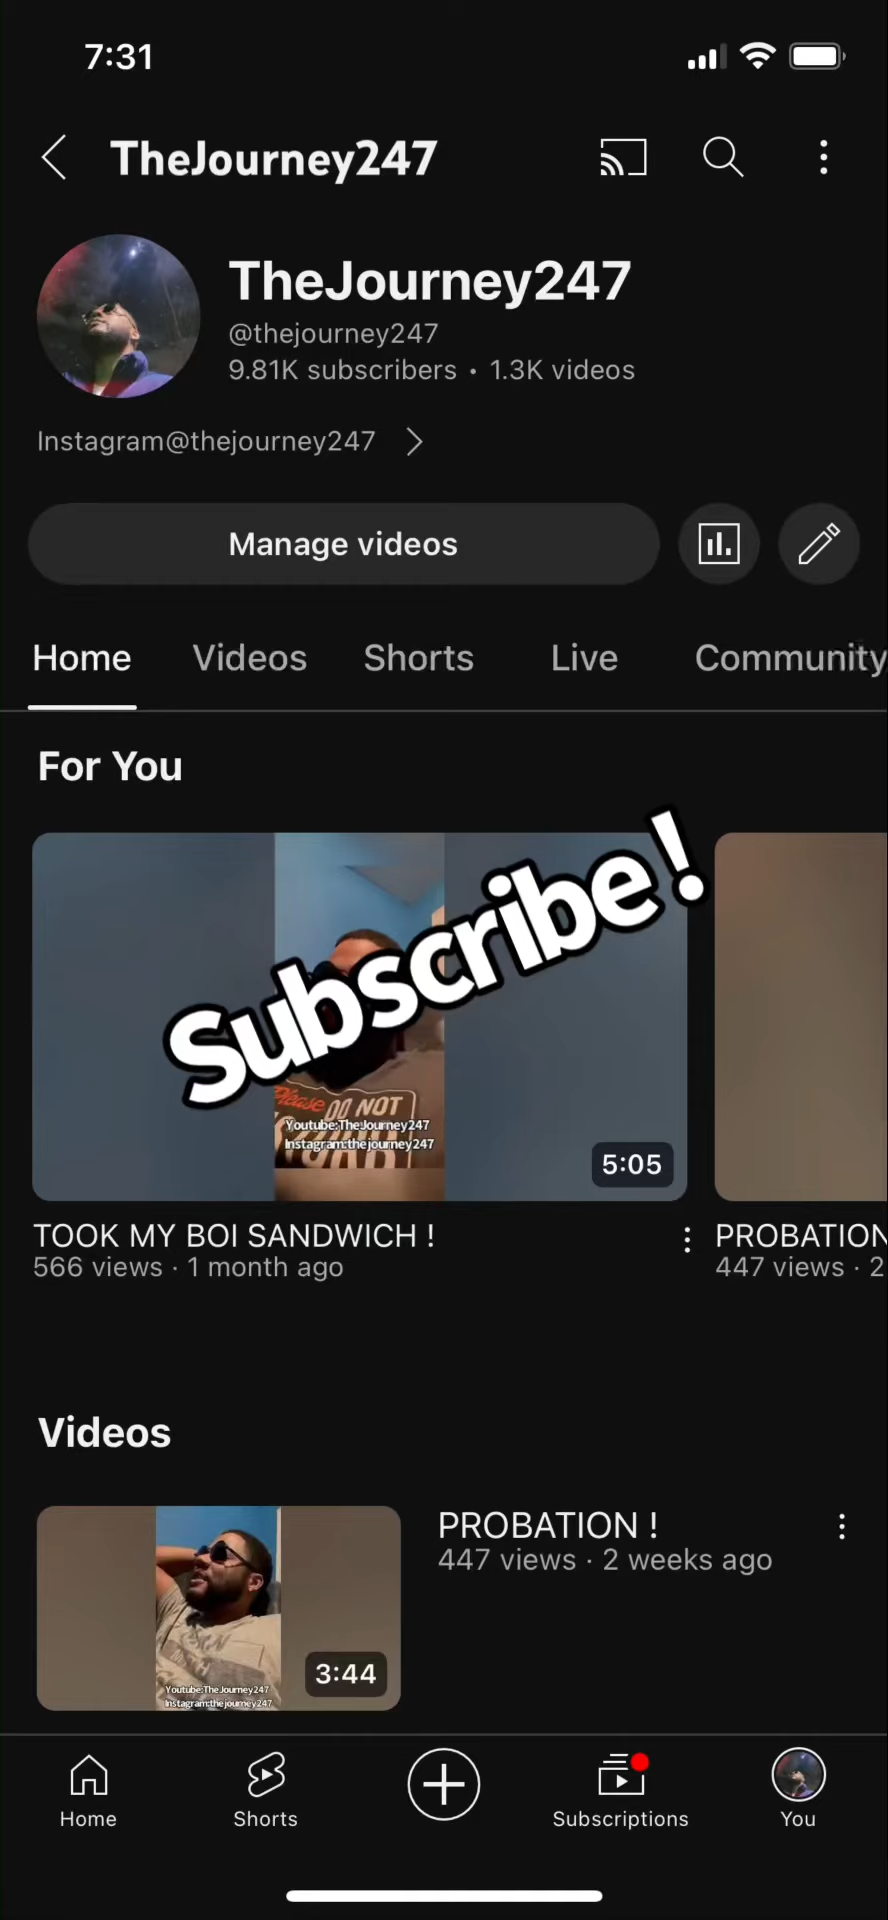 7:31
TheJourney247
TheJourney247
@thejourney247
9.81K subscribers • 1.3K videos
Instagram@thejourney247
Manage videos
Home Videos Shorts Live Community
For You
Subscribe!
Please DO NOT
Youtube:TheJourney247
Instagram:thejourney247
5:05
TOOK MY BOI SANDWICH !
566 views · 1 month ago
PROBATION
447 views · 2
Videos
PROBATION !
447 views · 2 weeks ago
3:44
Youtube:TheJourney247
Instagram:thejourney247
Home Shorts Subscriptions You